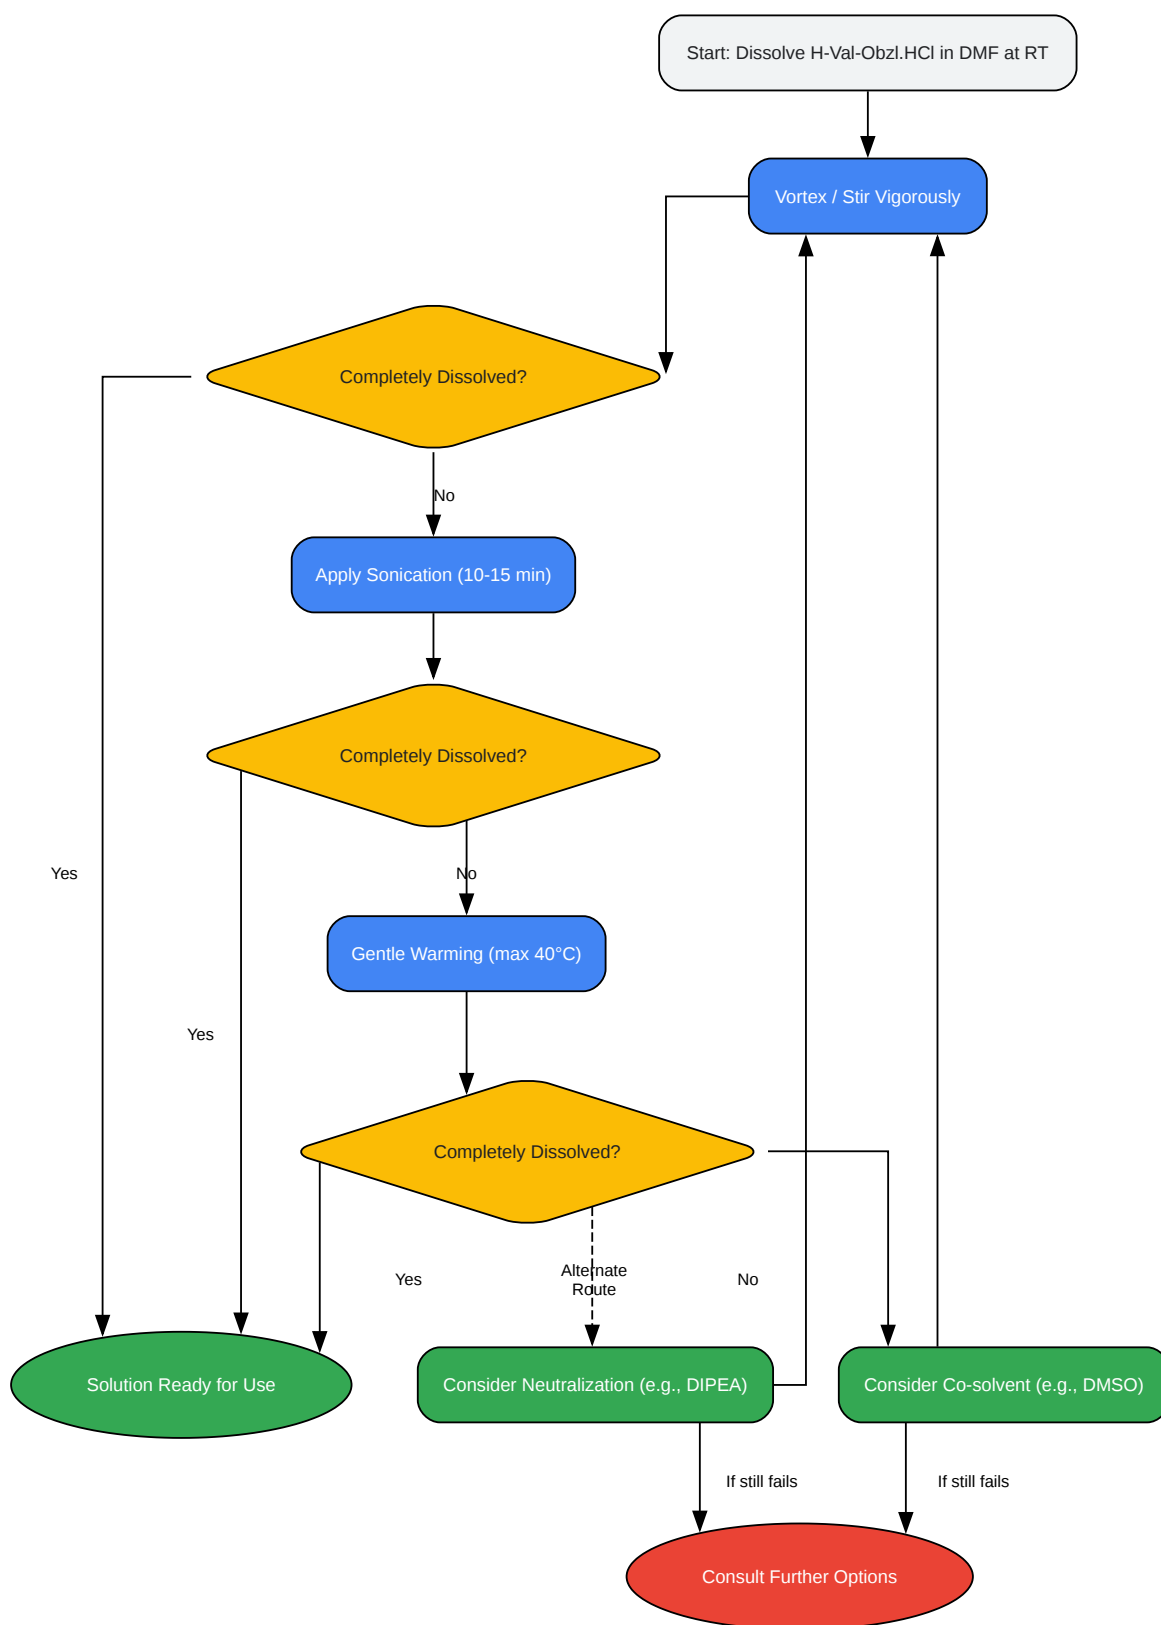 Start: Dissolve H-Val-Obzl.HCl in DMF at RT
Vortex / Stir Vigorously
Completely Dissolved?
No
Apply Sonication (10-15 min)
Completely Dissolved?
Yes
No
Gentle Warming (max 40°C)
Yes
Completely Dissolved?
Yes
Alternate
Route
No
Solution Ready for Use
Consider Neutralization (e.g., DIPEA)
Consider Co-solvent (e.g., DMSO)
If still fails
If still fails
Consult Further Options